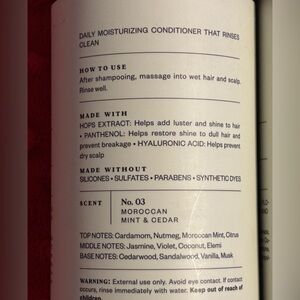 DAILY MOISTURIZING CONDITIONER THAT RINSES
CLEAN
HOW TO USE
After shampooing, massage into wet hair and scalp.
Rinse well.
MADE WITH
HOPS EXTRACT: Helps add luster and shine to hair
• PANTHENOL: Helps restore shine to dull hair and
prevent breakage • HYALURONIC ACID: Helps prevent
dry scalp
MADE WITHOUT
SILICONES • SULFATES • PARABENS • SYNTHETIC DYES
SCENT
No. 03
MOROCCAN
MINT & CEDAR
TOP NOTES: Cardamom, Nutmeg, Moroccan Mint, Citrus
MIDDLE NOTES: Jasmine, Violet, Coconut, Elemi
BASE NOTES: Cedarwood, Sandalwood, Vanilla, Musk
WARNING: External use only. Avoid eye contact. If contact
occurs, rinse immediately with water. Keep out of reach of
children.